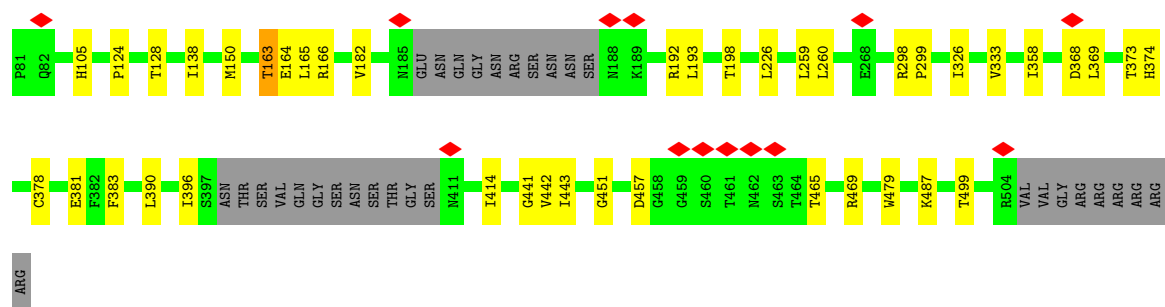 P81 Q82 H105 P124 T128 I138 M150 T163 E164 L165 R166 V182 N185 GLU ASN GLN GLY ASN ARG SER ASN ASN SER N188 K189 R192 L193 T198 L226 L259 L260 E268 R298 P299 I326 V333 I358 D368 L369 T373 H374
C378 E381 F382 F383 L390 I396 S397 ASN THR SER VAL GLN GLY SER ASN SER THR GLY SER N411 I414 G441 V442 I443 G451 D457 G458 G459 S460 T461 N462 S463 T464 T465 R469 W479 K487 T499 R504 VAL VAL GLY ARG ARG ARG ARG ARG
ARG